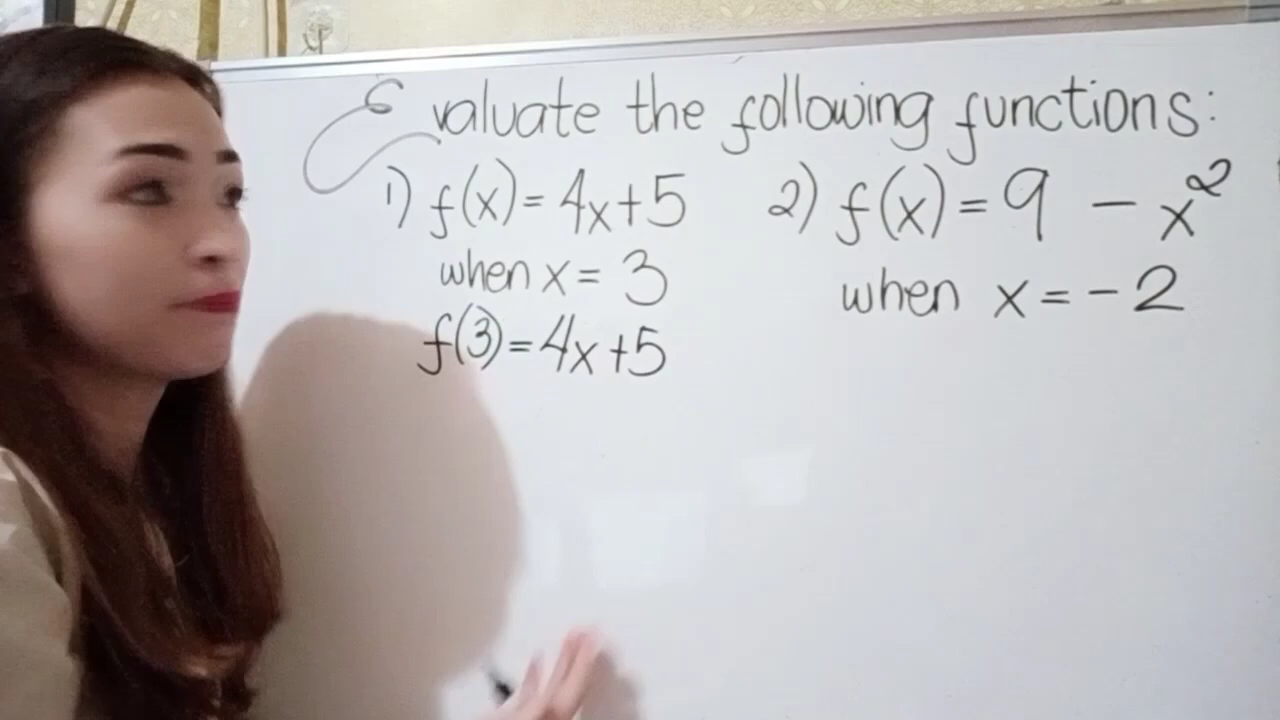 Evaluate the following functions:
1) f(x) = 4x+5
when x = 3
f(3) = 4x+5
2) f(x) = 9 - x²
when x = -2